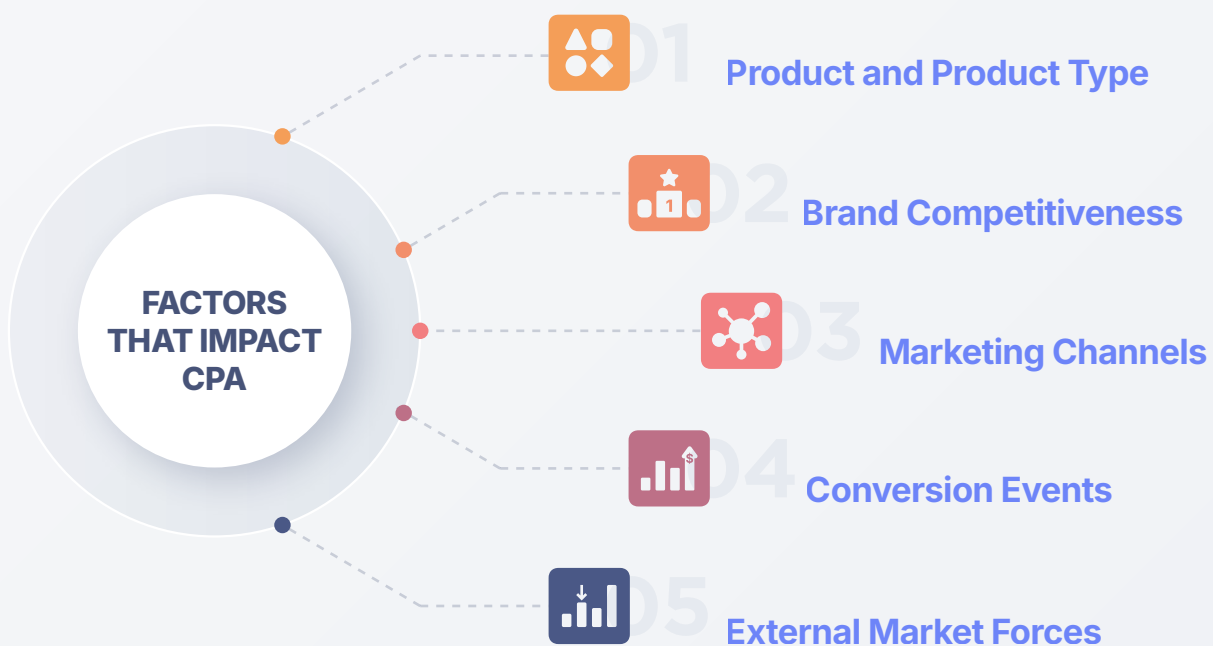 01
Product and Product Type
02
1
Brand Competitiveness
FACTORS
THAT IMPACT
CPA
03
Marketing Channels
04
$
Conversion Events
05
External Market Forces